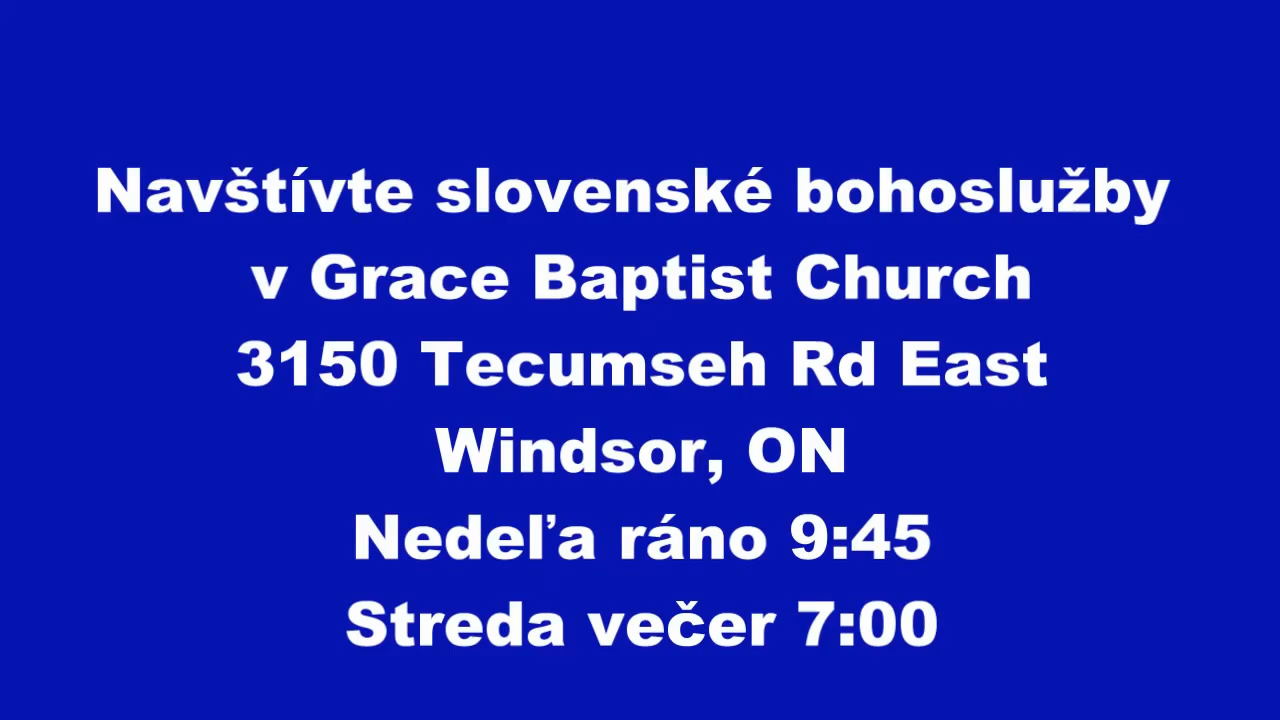 Navštívte slovenské bohoslužby
v Grace Baptist Church
3150 Tecumseh Rd East
Windsor, ON
Nedeľa ráno 9:45
Streda večer 7:00